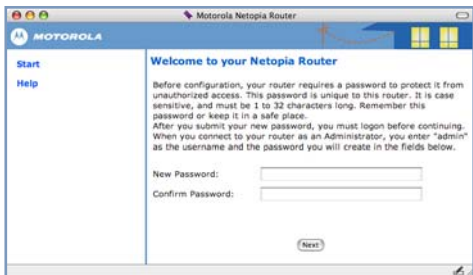 Motorola Netopia Router
MOTOROLA
Start
Help
Welcome to your Netopia Router
Before configuration, your router requires a password to protect it from
unauthorized access. This password is unique to this router. It is case
sensitive, and must be 1 to 32 characters long. Remember this
password or keep it in a safe place.
After you submit your new password, you must logon before continuing.
When you connect to your router as an Administrator, you enter "admin"
as the username and the password you will create in the fields below.
New Password:
Confirm Password:
Next